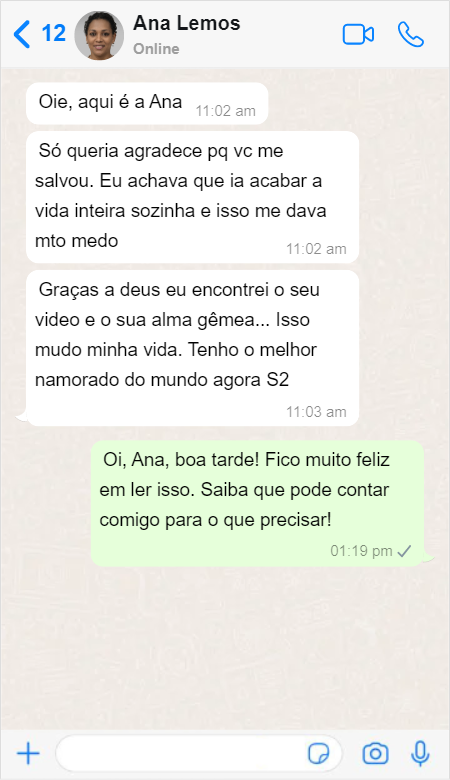 12
Ana Lemos
Online
Oie, aqui é a Ana
11:02 am
Só queria agradece pq vc me
salvou. Eu achava que ia acabar a
vida inteira sozinha e isso me dava
mto medo
11:02 am
Graças a deus eu encontrei o seu
video e o sua alma gêmea... Isso
mudo minha vida. Tenho o melhor
namorado do mundo agora S2
11:03 am
Oi, Ana, boa tarde! Fico muito feliz
em ler isso. Saiba que pode contar
comigo para o que precisar!
01:19 pm